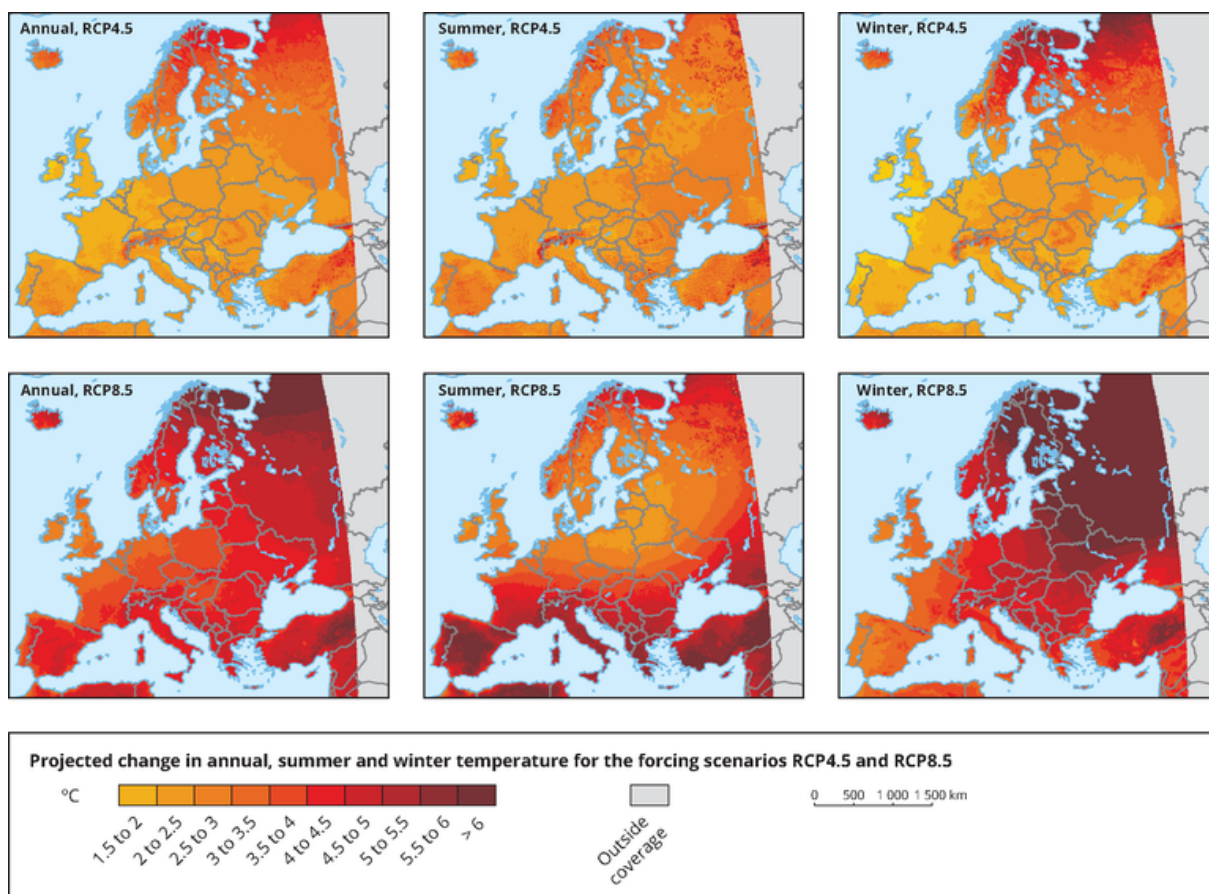 Annual, RCP4.5
Summer, RCP4.5
Winter, RCP4.5
Annual, RCP8.5
Summer, RCP8.5
Winter, RCP8.5
Projected change in annual, summer and winter temperature for the forcing scenarios RCP4.5 and RCP8.5
°C
1.5 to 2
2 to 2.5
2.5 to 3
3 to 3.5
3.5 to 4
4 to 4.5
4.5 to 5
5 to 5.5
5.5 to 6
> 6
Outside
coverage
0 500 1 000 1 500 km